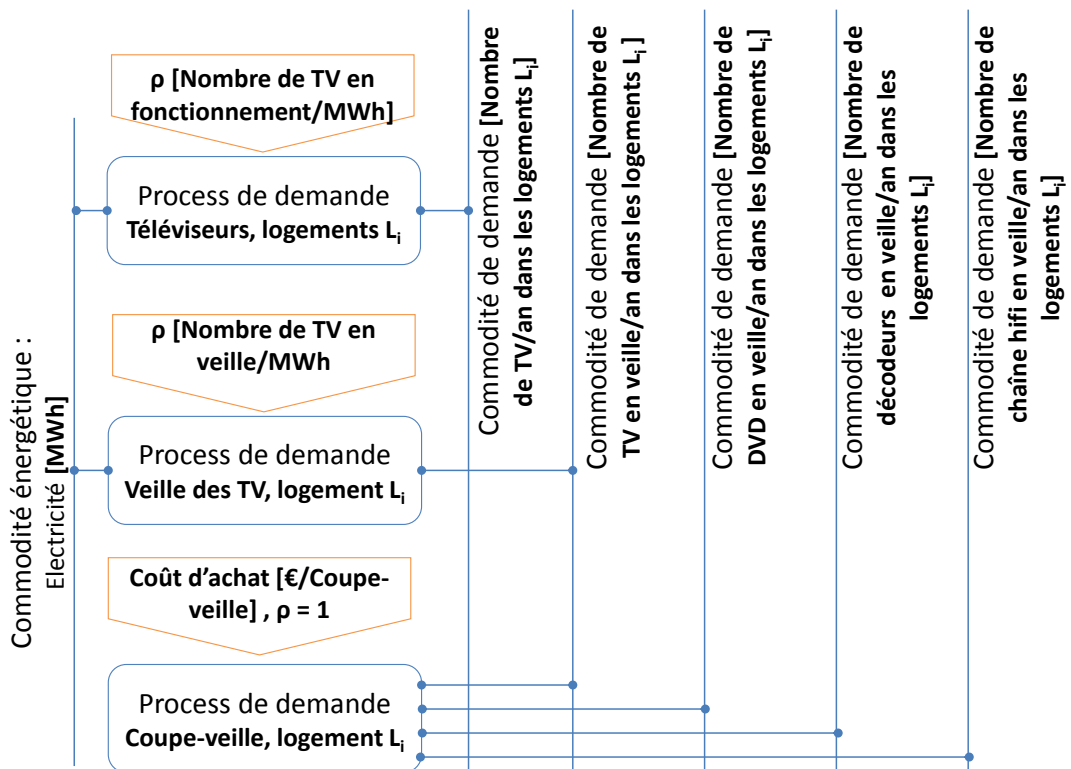 Commodité énergétique :
Electricité [MWh]
ρ [Nombre de TV en
fonctionnement/MWh]
Process de demande
Téléviseurs, logements Li
ρ [Nombre de TV en
veille/MWh
Process de demande
Veille des TV, logement Li
Coût d’achat [€/Coupe-
veille] , ρ = 1
Process de demande
Coupe-veille, logement Li
Commodité de demande [Nombre
de TV/an dans les logements Li]
Commodité de demande [Nombre de
TV en veille/an dans les logements Li ]
Commodité de demande [Nombre de
DVD en veille/an dans les logements Li]
Commodité de demande [Nombre de
décodeurs en veille/an dans les
logements Li]
Commodité de demande [Nombre de
chaîne hifi en veille/an dans les
logements Li]